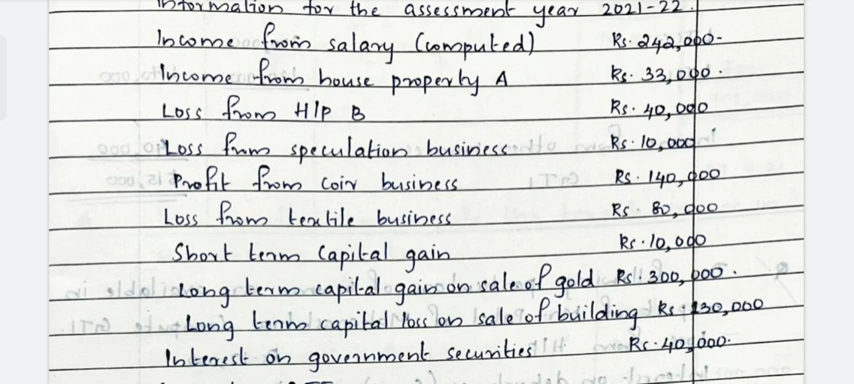 Information for the assessment year 2021-22.
Income from salary (computed) Rs. 242,000-
Income from house property A Rs. 33,000.
Loss from H/P B Rs. 40,000
Loss from speculation business Rs. 10,000
Profit from coir business Rs. 140,000
Loss from textile business Rs. 80,000
Short term Capital gain Rs. 10,000
Long term capital gain on sale of gold Rs. 300,000.
Long term capital loss on sale of building Rs. 130,000
Interest on government securities Rs. 40,000.